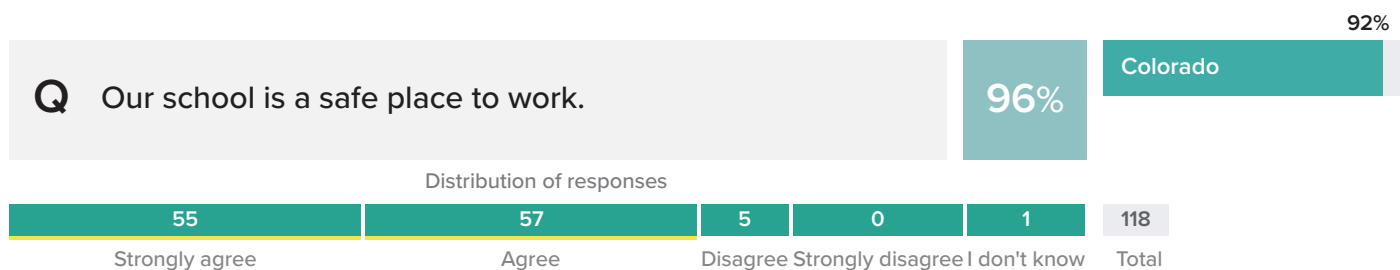 92%
Q Our school is a safe place to work.
96%
Colorado
Distribution of responses
55 57 5 0 1 118
Strongly agree Agree Disagree Strongly disagree I don't know Total